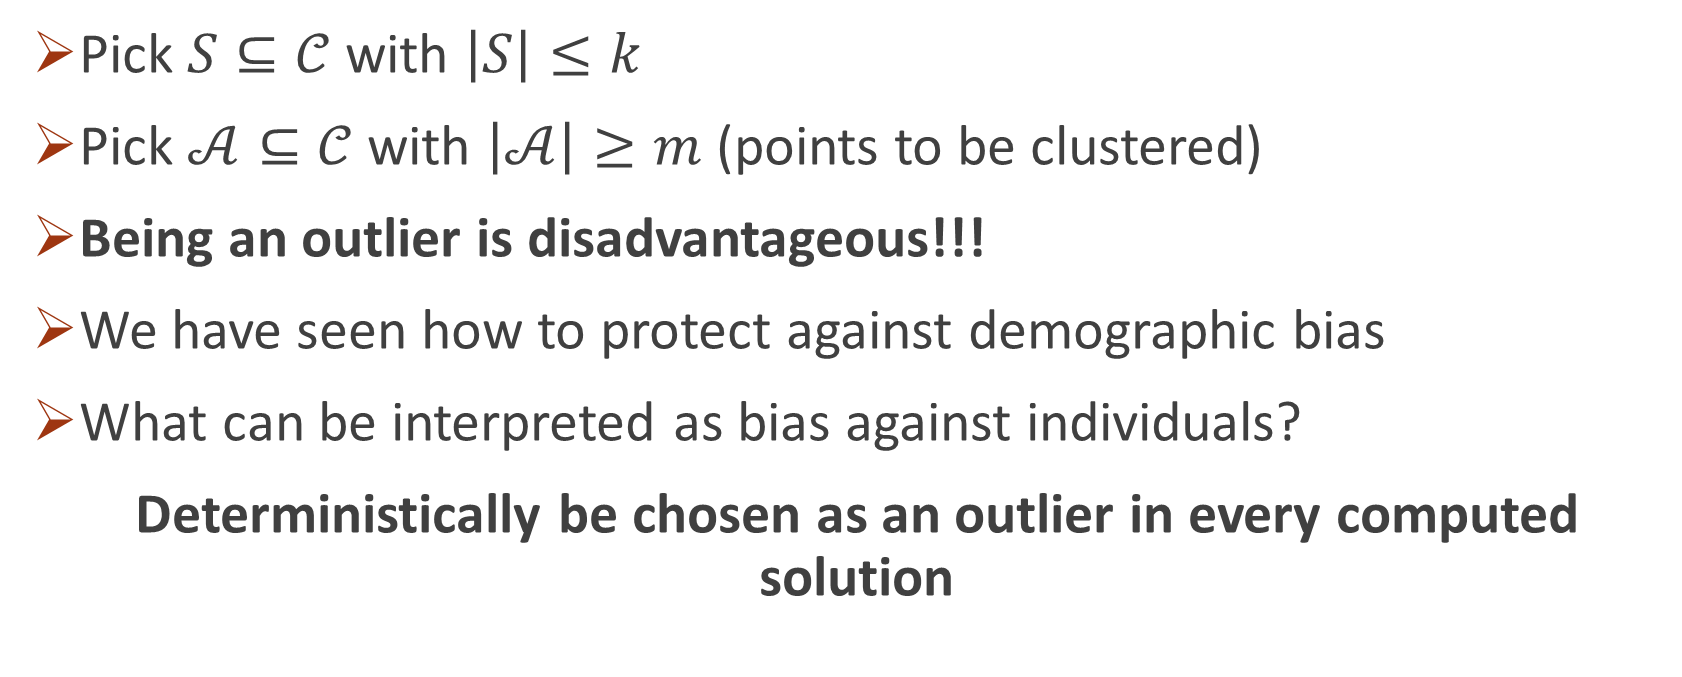 ➢Pick 𝑆 ⊆ 𝒞 with |𝑆| ≤ 𝑘
➢Pick 𝒜 ⊆ 𝒞 with |𝒜| ≥ 𝑚 (points to be clustered)
➢Being an outlier is disadvantageous!!!
➢We have seen how to protect against demographic bias
➢What can be interpreted as bias against individuals?
Deterministically be chosen as an outlier in every computed
solution